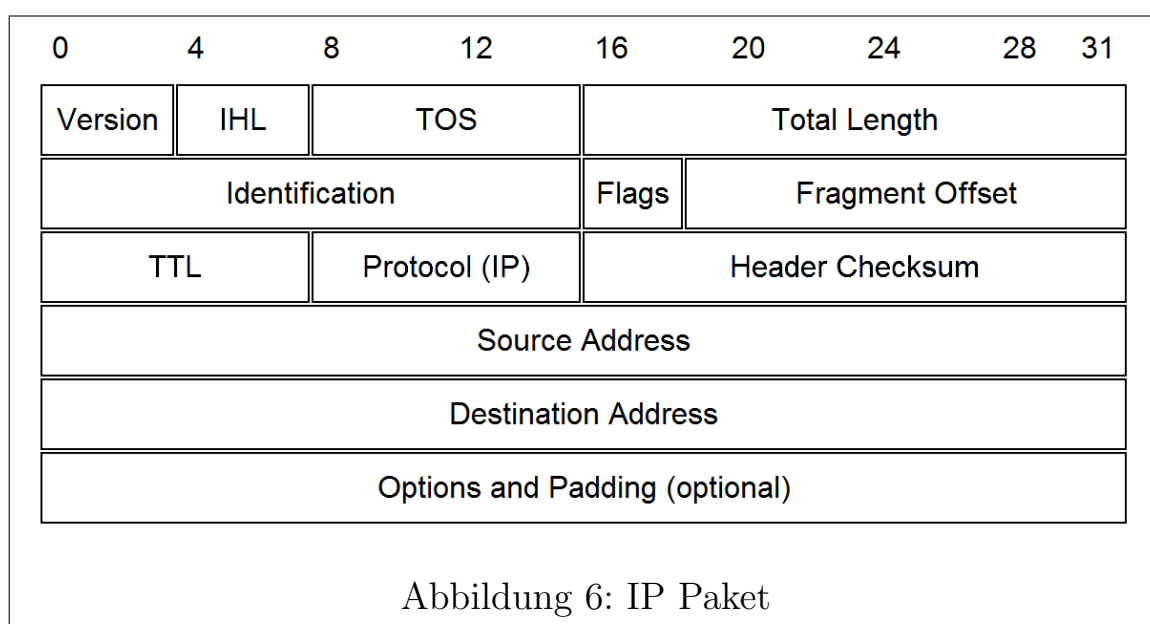 0 4 8 12 16 20 24 28 31
Version IHL TOS Total Length
Identification Flags Fragment Offset
TTL Protocol (IP) Header Checksum
Source Address
Destination Address
Options and Padding (optional)
Abbildung 6: IP Paket